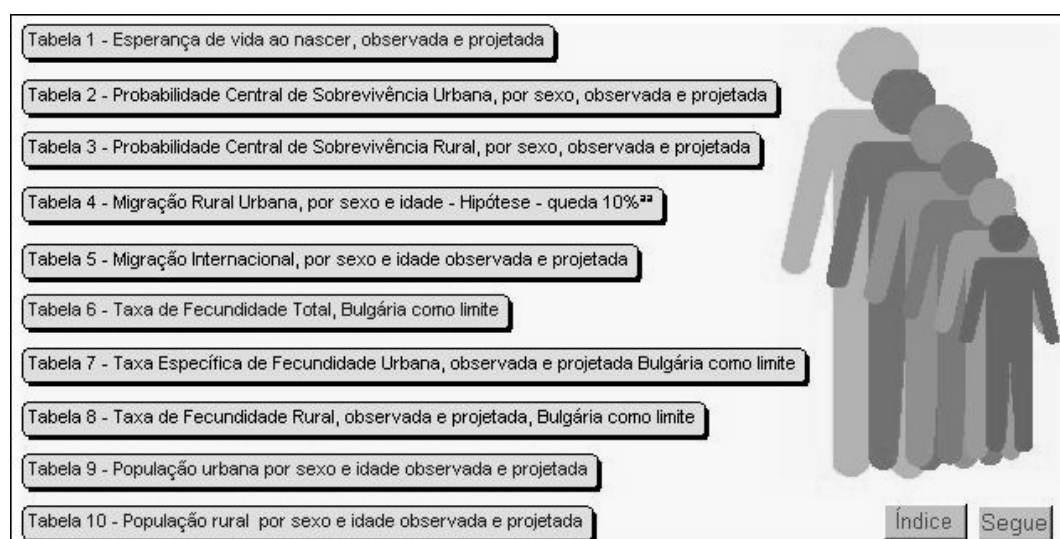 Tabela 1 - Esperança de vida ao nascer, observada e projetada
Tabela 2 - Probabilidade Central de Sobrevivência Urbana, por sexo, observada e projetada
Tabela 3 - Probabilidade Central de Sobrevivência Rural, por sexo, observada e projetada
Tabela 4 - Migração Rural Urbana, por sexo e idade - Hipótese - queda 10%ªª
Tabela 5 - Migração Internacional, por sexo e idade observada e projetada
Tabela 6 - Taxa de Fecundidade Total, Bulgária como limite
Tabela 7 - Taxa Específica de Fecundidade Urbana, observada e projetada Bulgária como limite
Tabela 8 - Taxa de Fecundidade Rural, observada e projetada, Bulgária como limite
Tabela 9 - População urbana por sexo e idade observada e projetada
Tabela 10 - População rural por sexo e idade observada e projetada
Índice
Segue